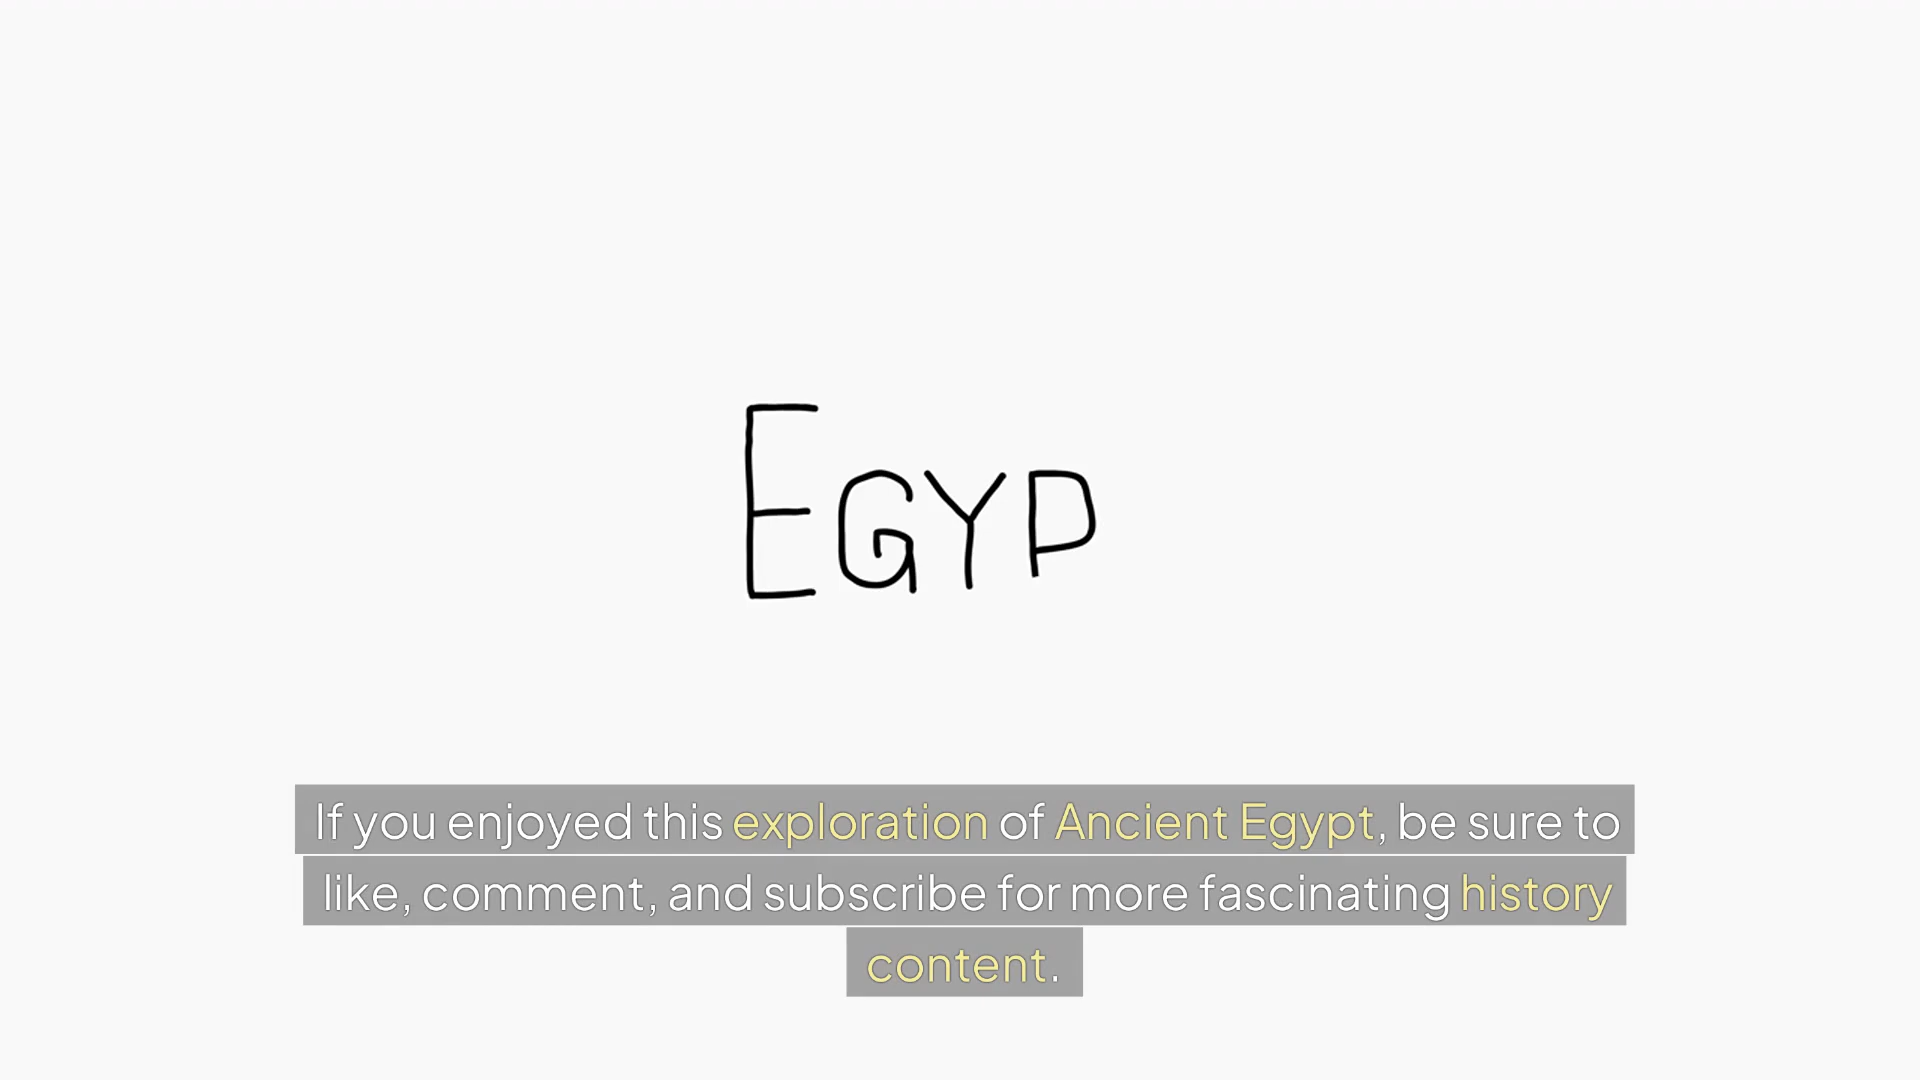 EGYP
If you enjoyed this exploration of Ancient Egypt, be sure to
like, comment, and subscribe for more fascinating history
content.